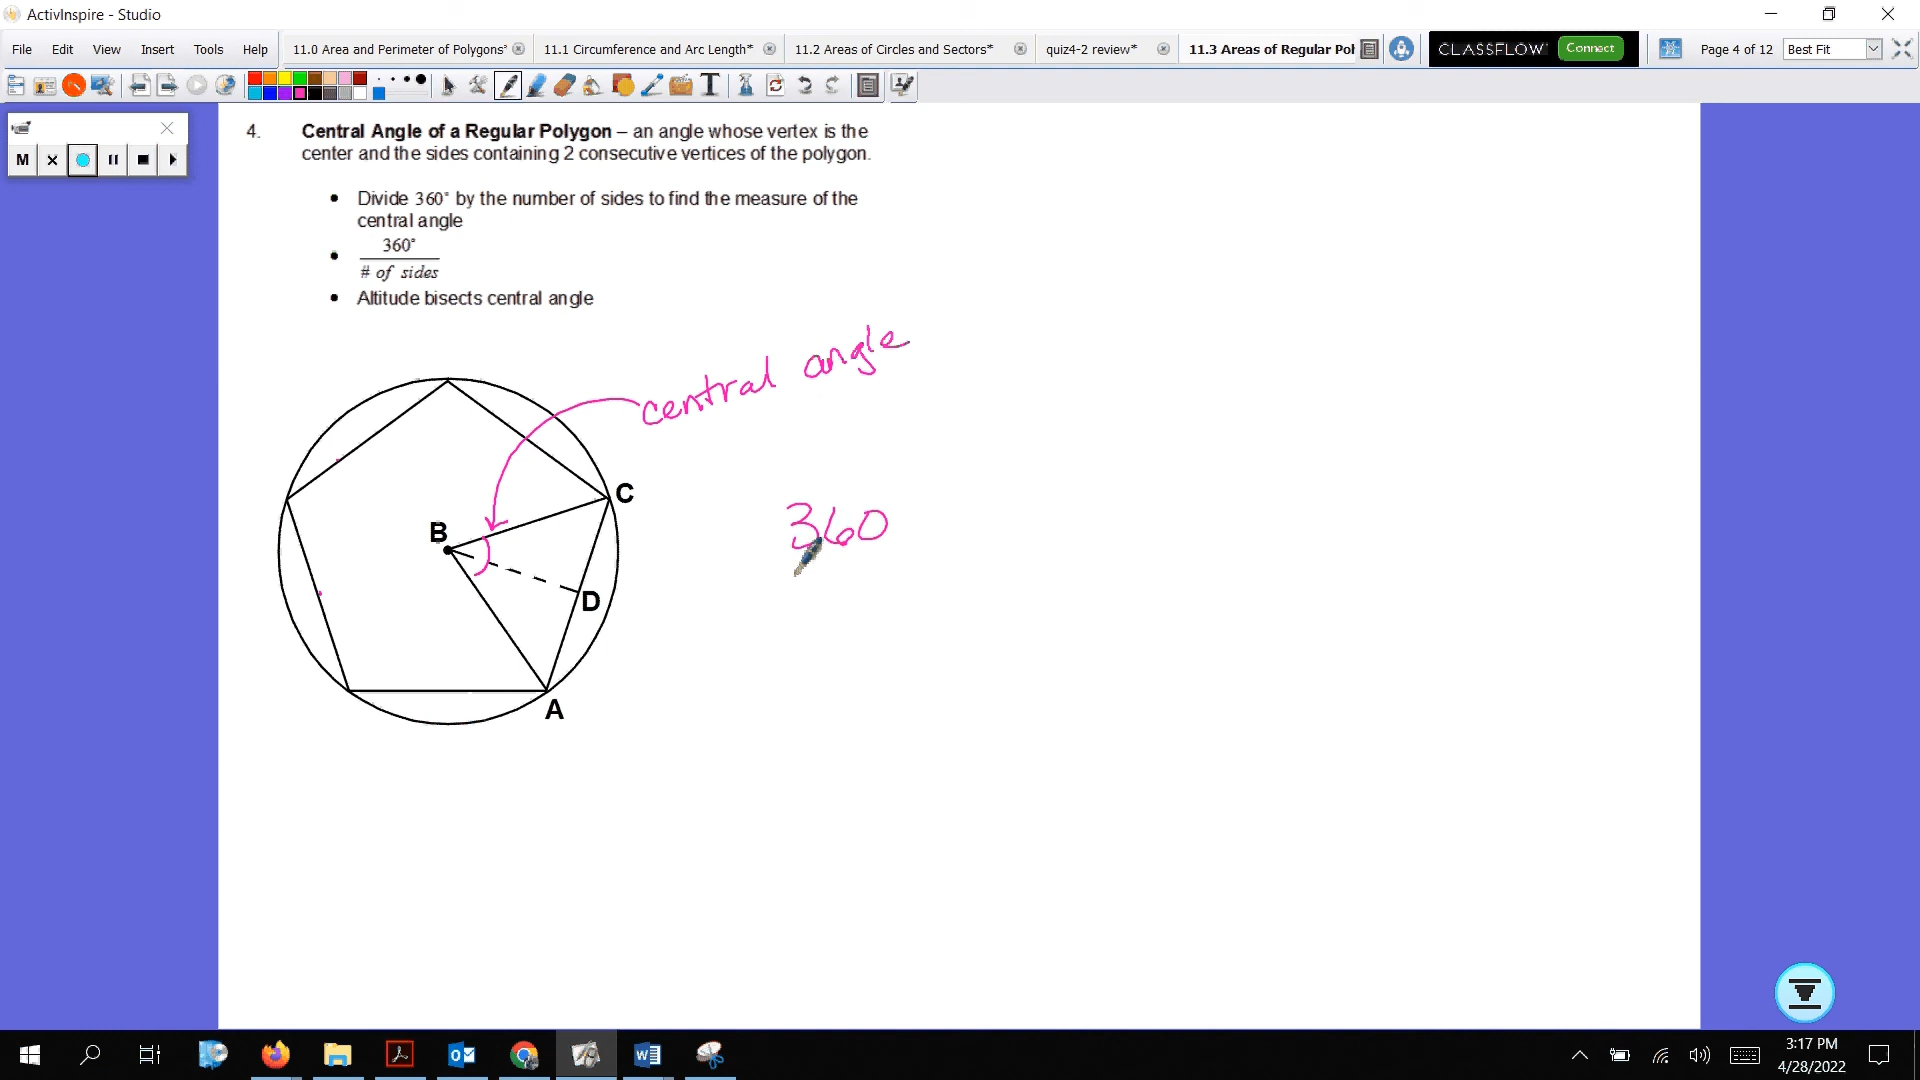 ActivInspire - Studio
File Edit View Insert Tools Help
11.0 Area and Perimeter of Polygons*
11.1 Circumference and Arc Length*
11.2 Areas of Circles and Sectors*
quiz4-2 review*
11.3 Areas of Regular Pol
CLASSFLOW Connect
Page 4 of 12
Best Fit
T
M
4. Central Angle of a Regular Polygon – an angle whose vertex is the
center and the sides containing 2 consecutive vertices of the polygon.
• Divide 360° by the number of sides to find the measure of the
central angle
• 360°
# of sides
• Altitude bisects central angle
central angle
C
B
360
D
A
3:17 PM
4/28/2022